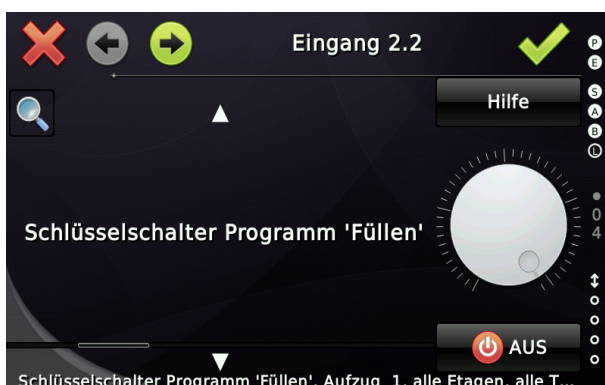 Eingang 2.2
P
E
Hilfe
S
A
B
L
Schlüsselschalter Programm 'Füllen'
0
4
AUS
Schlüsselschalter Programm 'Füllen', Aufzug 1, alle Etagen, alle T...